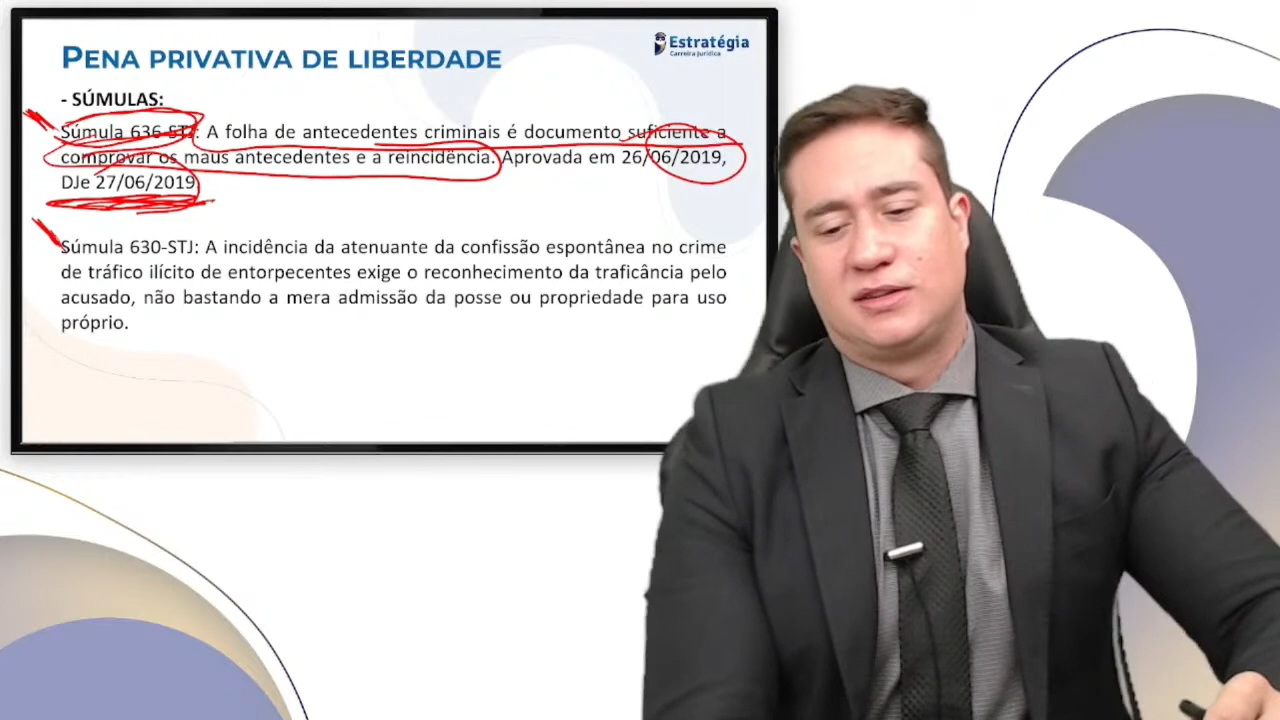 PENA PRIVATIVA DE LIBERDADE
Estratégia
Carreira Jurídica
- SÚMULAS:
Súmula 636-STJ: A folha de antecedentes criminais é documento suficiente a
comprovar os maus antecedentes e a reincidência. Aprovada em 26/06/2019,
DJe 27/06/2019
Súmula 630-STJ: A incidência da atenuante da confissão espontânea no crime
de tráfico ilícito de entorpecentes exige o reconhecimento da traficância pelo
acusado, não bastando a mera admissão da posse ou propriedade para uso
próprio.